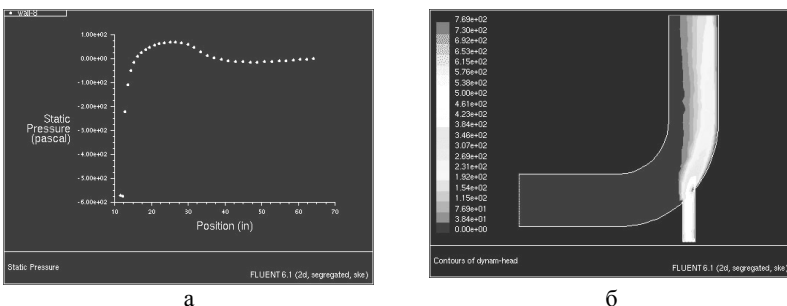 wall-8
1.00e+02
0.00e+00
-1.00e+02
-2.00e+02
-3.00e+02
-4.00e+02
-5.00e+02
-6.00e+02
Static
Pressure
(pascal)
10 20 30 40 50 60 70
Position (in)
Static Pressure
FLUENT 6.1 (2d, segregated, ske)
а
7.69e+02
7.30e+02
6.92e+02
6.53e+02
6.15e+02
5.76e+02
5.38e+02
5.00e+02
4.61e+02
4.23e+02
3.84e+02
3.46e+02
3.07e+02
2.69e+02
2.31e+02
1.92e+02
1.54e+02
1.15e+02
7.69e+01
3.84e+01
0.00e+00
Contours of dynam-head
FLUENT 6.1 (2d, segregated, ske)
б